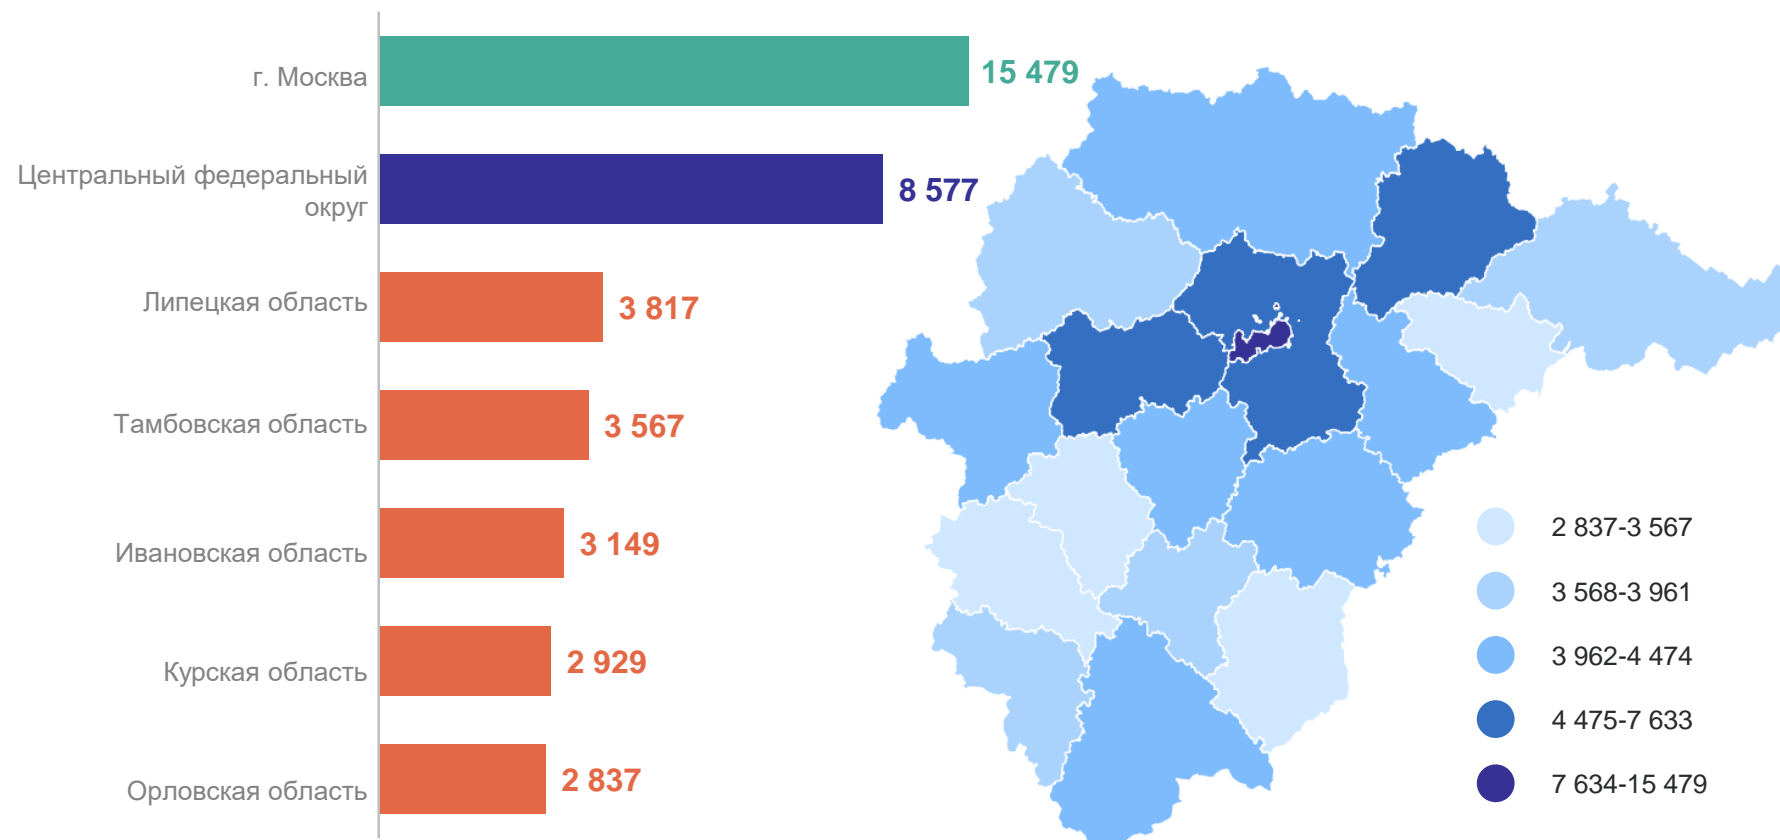 г. Москва
15 479
Центральный федеральный
округ
8 577
Липецкая область
3 817
Тамбовская область
3 567
Ивановская область
3 149
Курская область
2 929
Орловская область
2 837
2 837-3 567
3 568-3 961
3 962-4 474
4 475-7 633
7 634-15 479